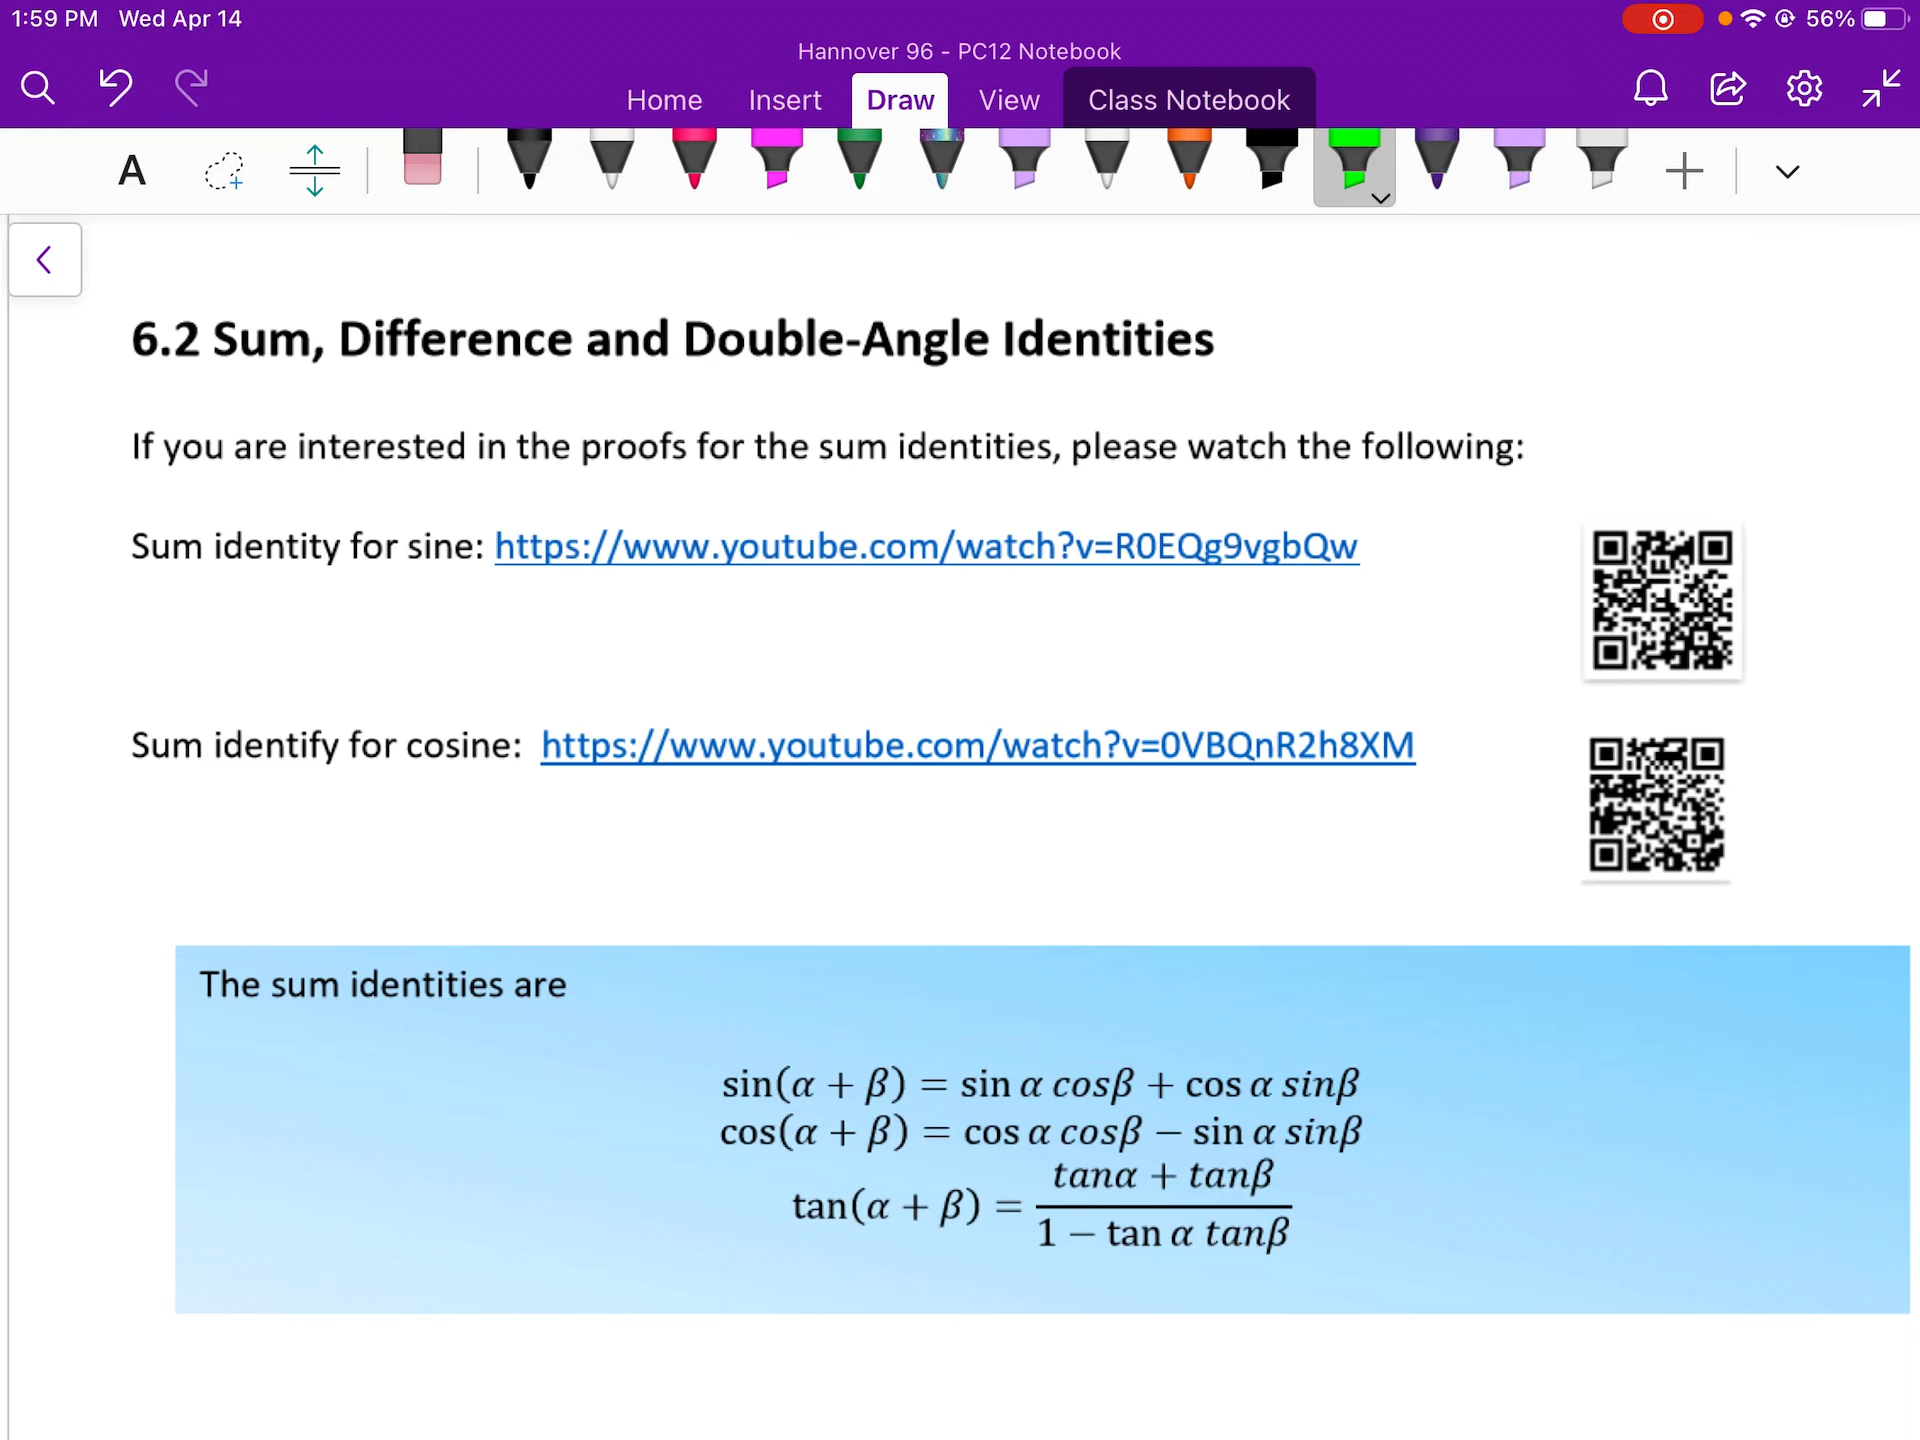 1:59 PM Wed Apr 14
56%
Hannover 96 - PC12 Notebook
Home Insert Draw View Class Notebook
A
6.2 Sum, Difference and Double-Angle Identities
If you are interested in the proofs for the sum identities, please watch the following:
Sum identity for sine: https://www.youtube.com/watch?v=R0EQg9vgbQw
Sum identify for cosine: https://www.youtube.com/watch?v=0VBQnR2h8XM
The sum identities are
sin(α + β) = sin α cosβ + cos α sinβ
cos(α + β) = cos α cosβ − sin α sinβ
tanα + tanβ
tan(α + β) =
1 − tan α tanβ